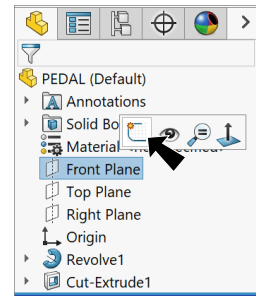 PEDAL (Default)
Annotations
Solid Bo
Material
Front Plane
Top Plane
Right Plane
Origin
Revolve1
Cut-Extrude1